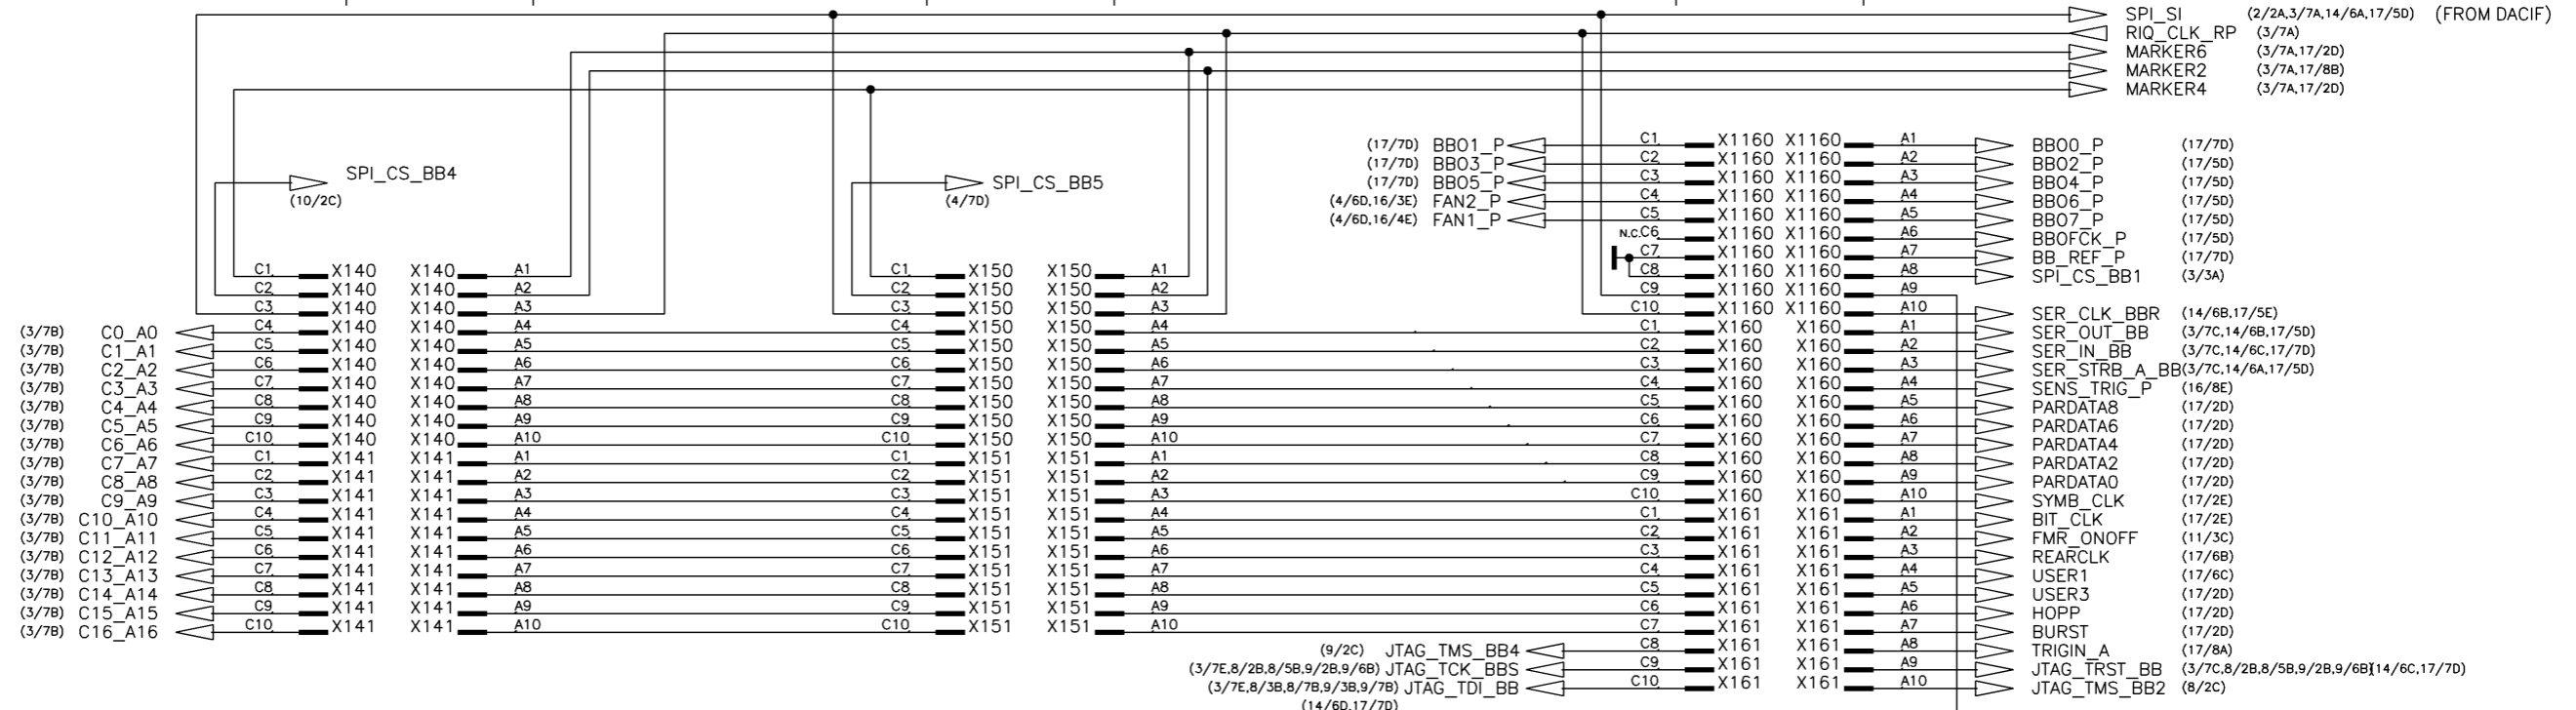 SPI_SI (2/2A,3/7A,14/6A,17/5D) (FROM DACIF)
RIQ_CLK_RP (3/7A)
MARKER6 (3/7A,17/2D)
MARKER2 (3/7A,17/8B)
MARKER4 (3/7A,17/2D)
(17/7D) BBO1_P C1 X1160 X1160 A1 BBO0_P (17/7D)
(17/7D) BBO3_P C2 X1160 X1160 A2 BBO2_P (17/5D)
SPI_CS_BB4 SPI_CS_BB5 (17/7D) BBO5_P C3 X1160 X1160 A3 BBO4_P (17/5D)
(10/2C) (4/7D) (4/6D,16/3E) FAN2_P C4 X1160 X1160 A4 BBO6_P (17/5D)
(4/6D,16/4E) FAN1_P C5 X1160 X1160 A5 BBO7_P (17/5D)
N.C. C6 X1160 X1160 A6 BBOFCK_P (17/5D)
C7 X1160 X1160 A7 BB_REF_P (17/7D)
C1 X140 X140 A1 C1 X150 X150 A1 C8 X1160 X1160 A8 SPI_CS_BB1 (3/3A)
C2 X140 X140 A2 C2 X150 X150 A2 C9 X1160 X1160 A9
C3 X140 X140 A3 C3 X150 X150 A3 C10 X1160 X1160 A10 SER_CLK_BBR (14/6B,17/5E)
(3/7B) C0_A0 C4 X140 X140 A4 C4 X150 X150 A4 C1 X160 X160 A1 SER_OUT_BB (3/7C,14/6B,17/5D)
(3/7B) C1_A1 C5 X140 X140 A5 C5 X150 X150 A5 C2 X160 X160 A2 SER_IN_BB (3/7C,14/6C,17/7D)
(3/7B) C2_A2 C6 X140 X140 A6 C6 X150 X150 A6 C3 X160 X160 A3 SER_STRB_A_BB (3/7C,14/6A,17/5D)
(3/7B) C3_A3 C7 X140 X140 A7 C7 X150 X150 A7 C4 X160 X160 A4 SENS_TRIG_P (16/8E)
(3/7B) C4_A4 C8 X140 X140 A8 C8 X150 X150 A8 C5 X160 X160 A5 PARDATA8 (17/2D)
(3/7B) C5_A5 C9 X140 X140 A9 C9 X150 X150 A9 C6 X160 X160 A6 PARDATA6 (17/2D)
(3/7B) C6_A6 C10 X140 X140 A10 C10 X150 X150 A10 C7 X160 X160 A7 PARDATA4 (17/2D)
(3/7B) C7_A7 C1 X141 X141 A1 C1 X151 X151 A1 C8 X160 X160 A8 PARDATA2 (17/2D)
(3/7B) C8_A8 C2 X141 X141 A2 C2 X151 X151 A2 C9 X160 X160 A9 PARDATA0 (17/2D)
(3/7B) C9_A9 C3 X141 X141 A3 C3 X151 X151 A3 C10 X160 X160 A10 SYMB_CLK (17/2E)
(3/7B) C10_A10 C4 X141 X141 A4 C4 X151 X151 A4 C1 X161 X161 A1 BIT_CLK (17/2E)
(3/7B) C11_A11 C5 X141 X141 A5 C5 X151 X151 A5 C2 X161 X161 A2 FMR_ONOFF (11/3C)
(3/7B) C12_A12 C6 X141 X141 A6 C6 X151 X151 A6 C3 X161 X161 A3 REARCLK (17/6B)
(3/7B) C13_A13 C7 X141 X141 A7 C7 X151 X151 A7 C4 X161 X161 A4 USER1 (17/6C)
(3/7B) C14_A14 C8 X141 X141 A8 C8 X151 X151 A8 C5 X161 X161 A5 USER3 (17/2D)
(3/7B) C15_A15 C9 X141 X141 A9 C9 X151 X151 A9 C6 X161 X161 A6 HOPP (17/2D)
(3/7B) C16_A16 C10 X141 X141 A10 C10 X151 X151 A10 C7 X161 X161 A7 BURST (17/2D)
(9/2C) JTAG_TMS_BB4 C8 X161 X161 A8 TRIGIN_A (17/8A)
(3/7E,8/2B,8/5B,9/2B,9/6B) JTAG_TCK_BBS C9 X161 X161 A9 JTAG_TRST_BB (3/7C,8/2B,8/5B,9/2B,9/6B)(14/6C,17/7D)
(3/7E,8/3B,8/7B,9/3B,9/7B) JTAG_TDI_BB C10 X161 X161 A10 JTAG_TMS_BB2 (8/2C)
(14/6D,17/7D)